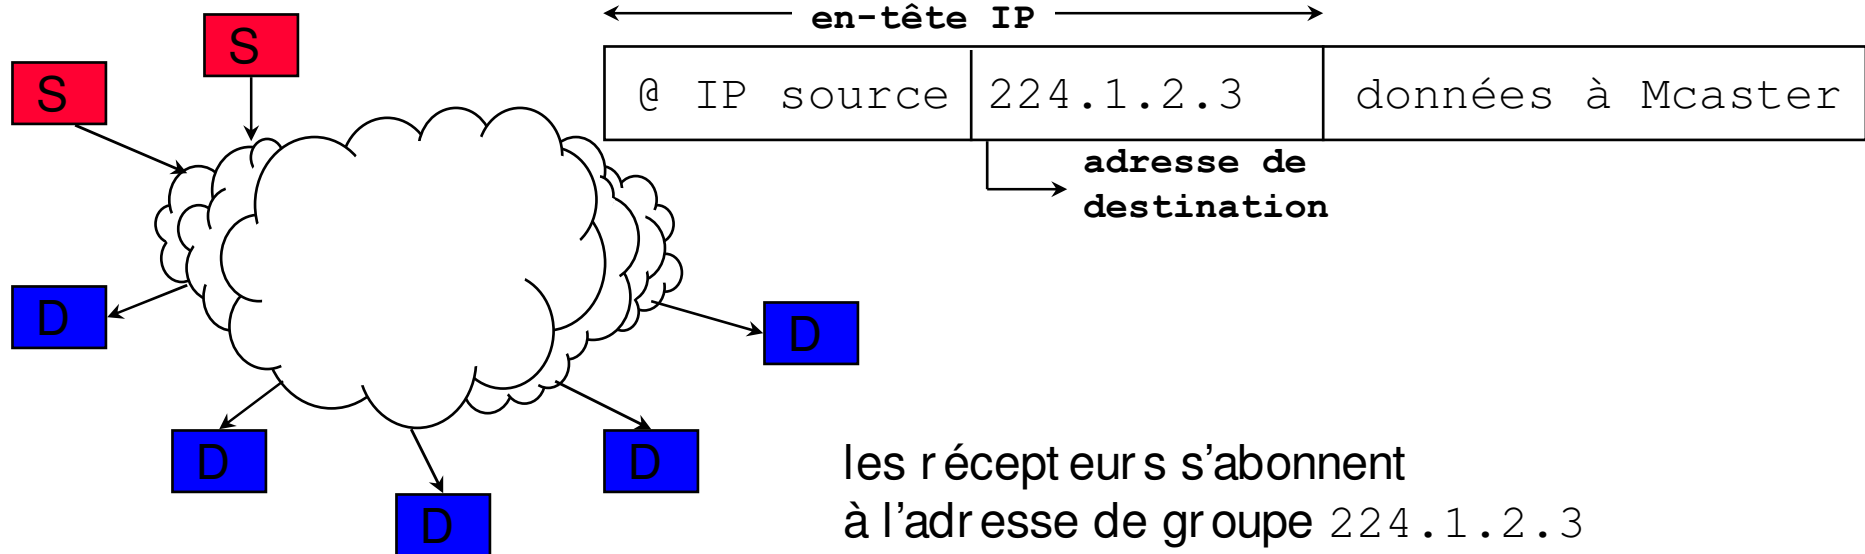 en-tête IP
S
S
@ IP source 224.1.2.3 données à Mcaster
adresse de
destination
D
D
D
D
D
les récepteurs s'abonnent
à l'adresse de groupe 224.1.2.3